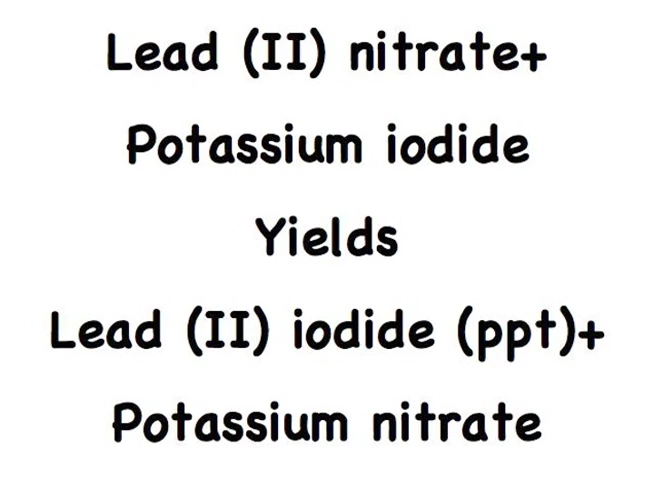 Lead (II) nitrate+
Potassium iodide
Yields
Lead (II) iodide (ppt)+
Potassium nitrate